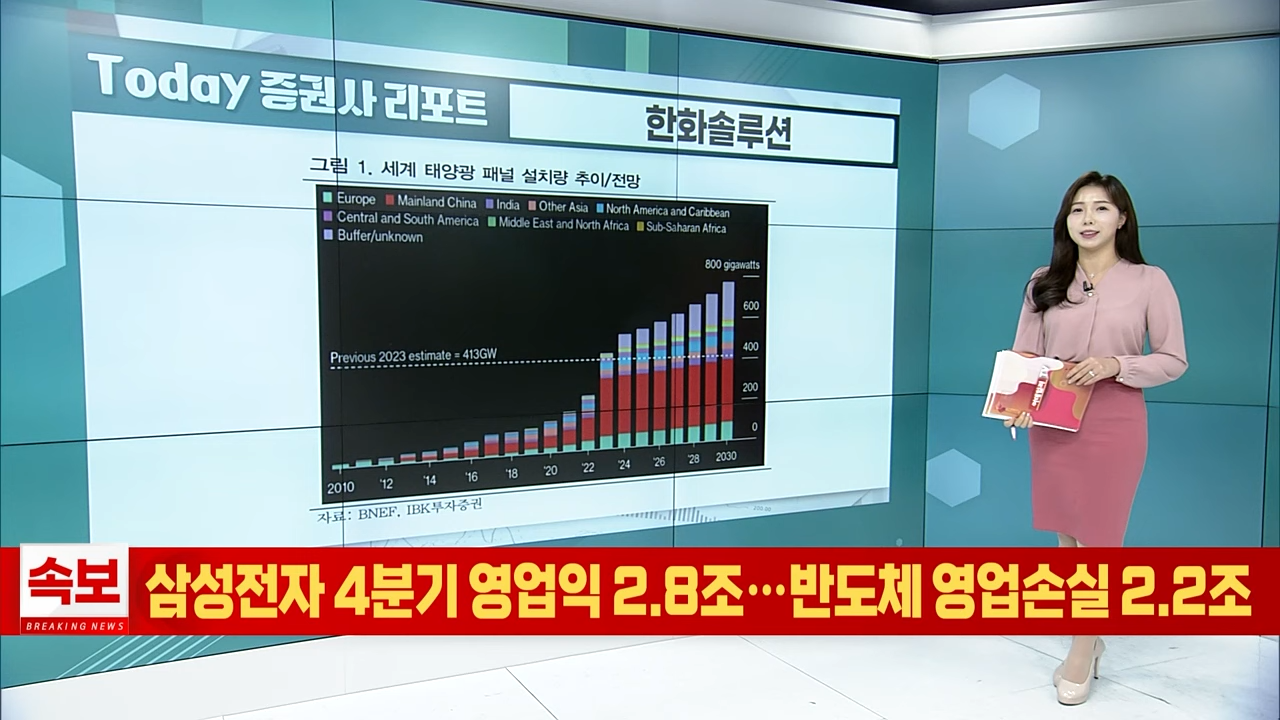 Today 증권사 리포트
한화솔루션
그림 1. 세계 태양광 패널 설치량 추이/전망
Europe Mainland China India Other Asia North America and Caribbean
Central and South America Middle East and North Africa Sub-Saharan Africa
Buffer/unknown
800 gigawatts
600
Previous 2023 estimate = 413GW
400
200
0
2010 '12 '14 '16 '18 '20 '22 '24 '26 '28 2030
자료: BNEF, IBK투자증권
속보
BREAKING NEWS
삼성전자 4분기 영업익 2.8조…반도체 영업손실 2.2조